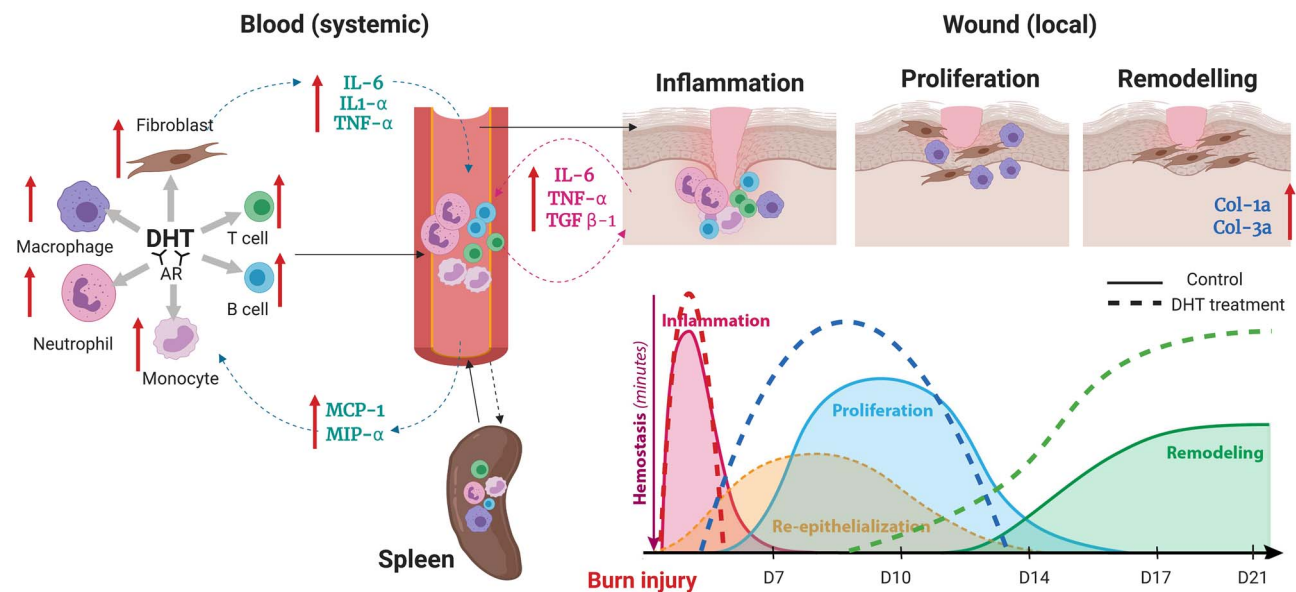 Blood (systemic)
Wound (local)
IL-6
IL1-α
TNF-α
Fibroblast
Macrophage
DHT
AR
T cell
B cell
Neutrophil
Monocyte
MCP-1
MIP-α
Spleen
IL-6
TNF-α
TGF β-1
Inflammation
Proliferation
Remodelling
Col-1a
Col-3a
Control
DHT treatment
Hemostasis (minutes)
Inflammation
Proliferation
Re-epithelialization
Remodeling
Burn injury
D7
D10
D14
D17
D21